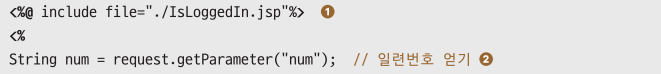 <%@ include file="./IsLoggedIn.jsp"%> ❶
<%
String num = request.getParameter("num");  // 일련번호 얻기 ❷